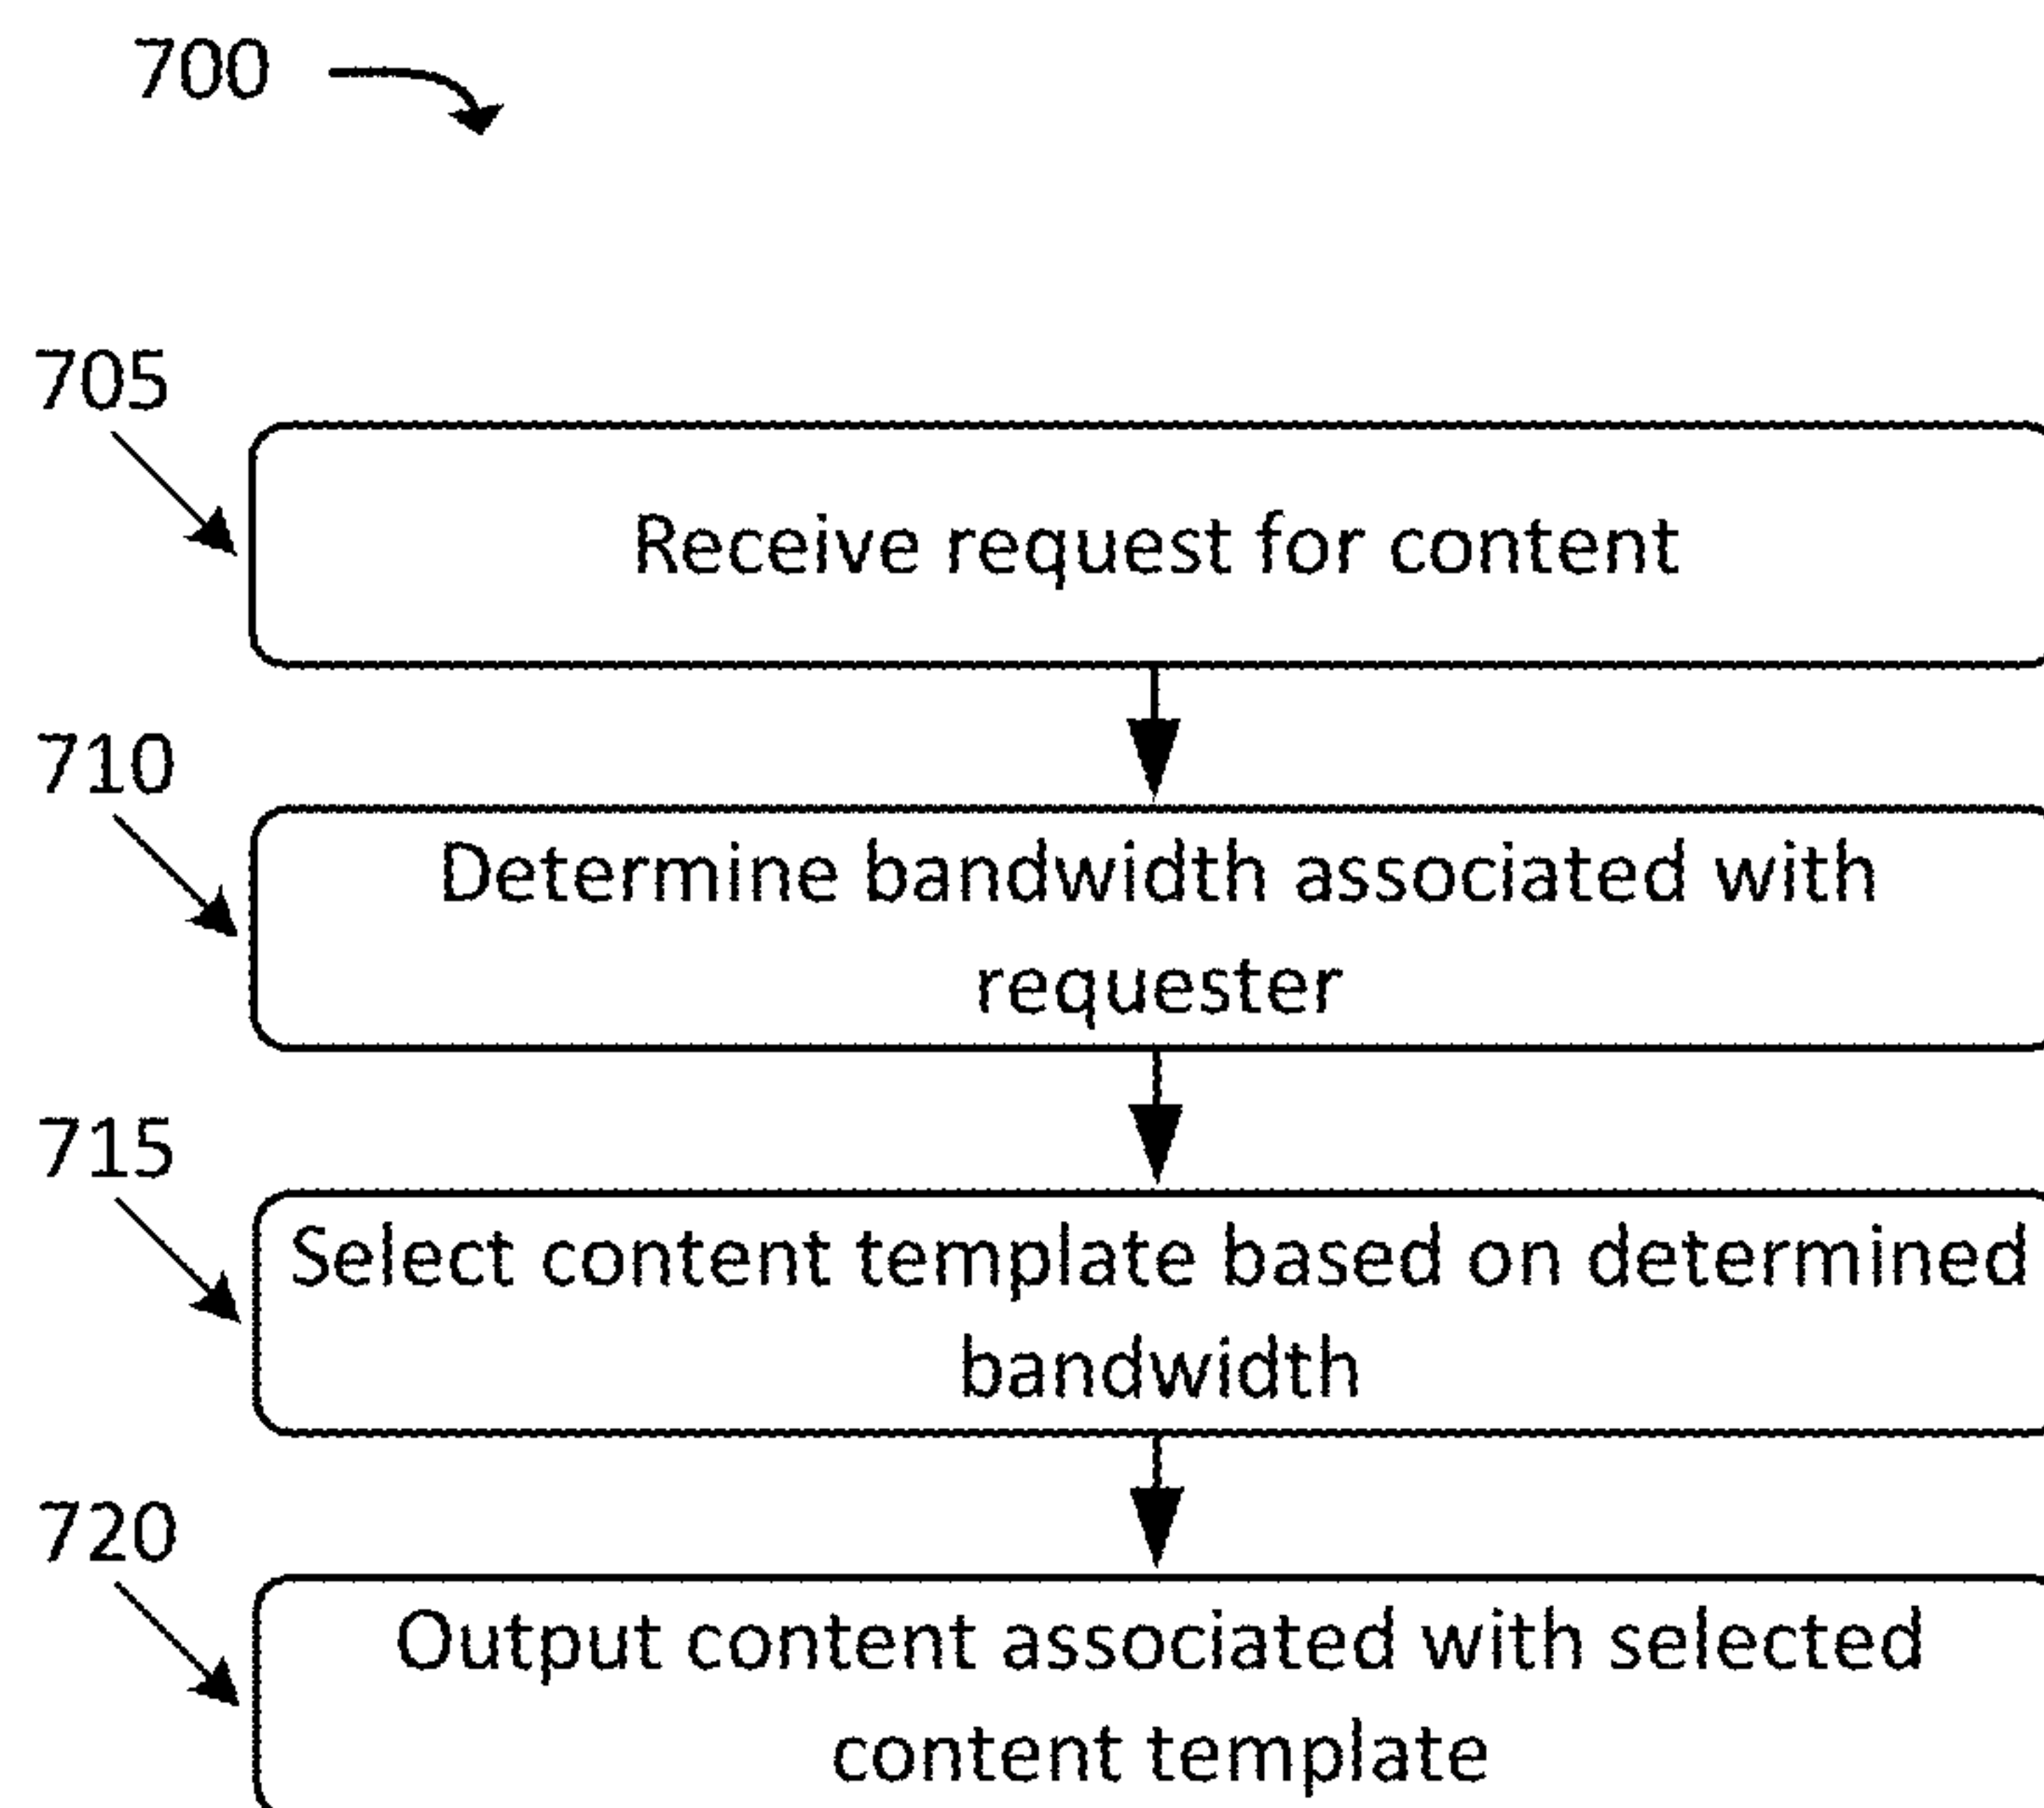 700
705
Receive request for content
710
Determine bandwidth associated with
requester
715
Select content template based on determined
bandwidth
720
Output content associated with selected
content template